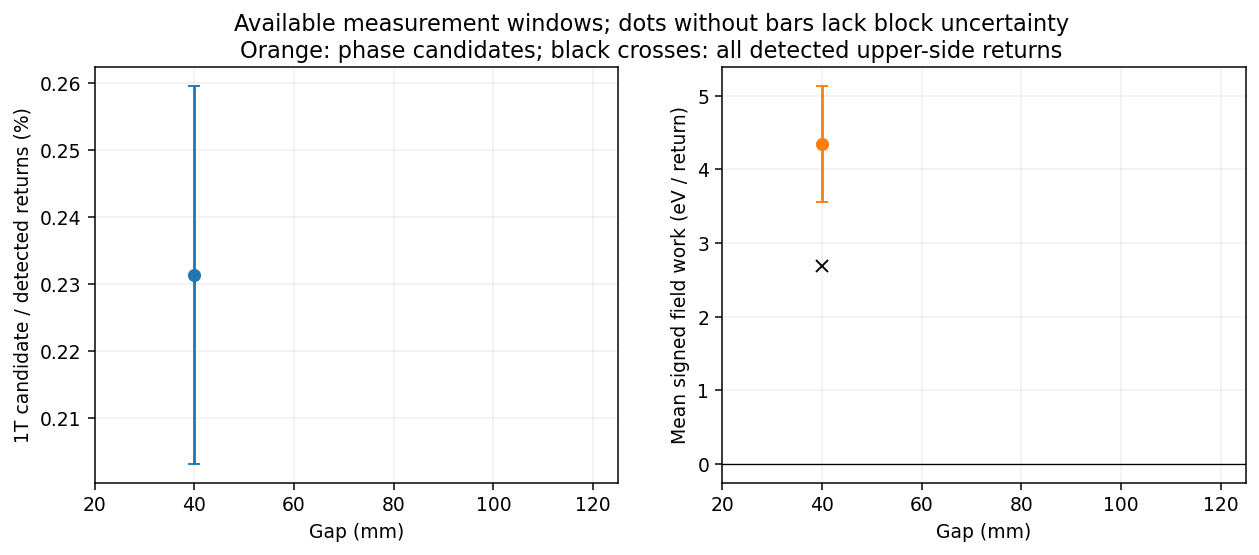 Available measurement windows; dots without bars lack block uncertainty
Orange: phase candidates; black crosses: all detected upper-side returns
1T candidate / detected returns (%)
0.26
0.25
0.24
0.23
0.22
0.21
20 40 60 80 100 120
Gap (mm)
Mean signed field work (eV / return)
5
4
3
2
1
0
20 40 60 80 100 120
Gap (mm)